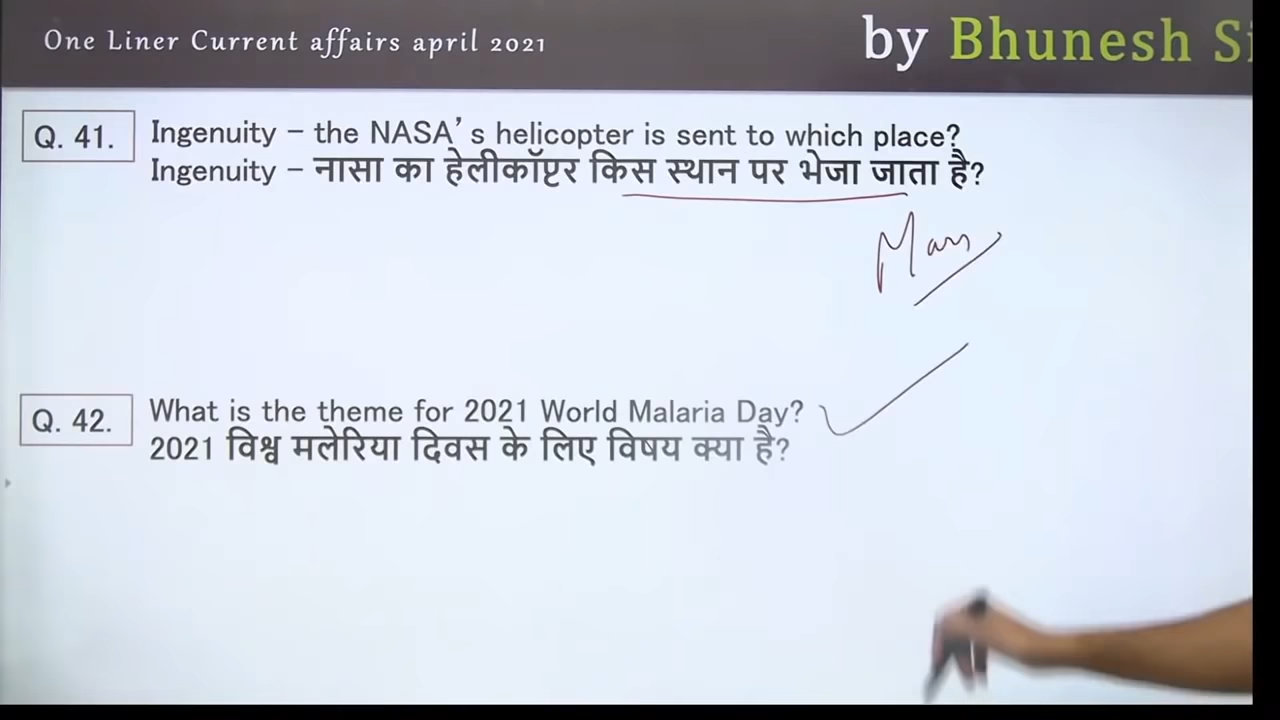 One Liner Current affairs april 2021
by Bhunesh
Q. 41. Ingenuity – the NASA's helicopter is sent to which place?
Ingenuity – नासा का हेलीकॉप्टर किस स्थान पर भेजा जाता है?
Mars
Q. 42. What is the theme for 2021 World Malaria Day?
2021 विश्व मलेरिया दिवस के लिए विषय क्या है?